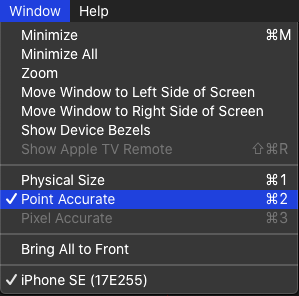 Window Help
Minimize ⌘M
Minimize All
Zoom
Move Window to Left Side of Screen
Move Window to Right Side of Screen
Show Device Bezels
Show Apple TV Remote ⇧⌘R
Physical Size ⌘1
✓ Point Accurate ⌘2
Pixel Accurate ⌘3
Bring All to Front
✓ iPhone SE (17E255)